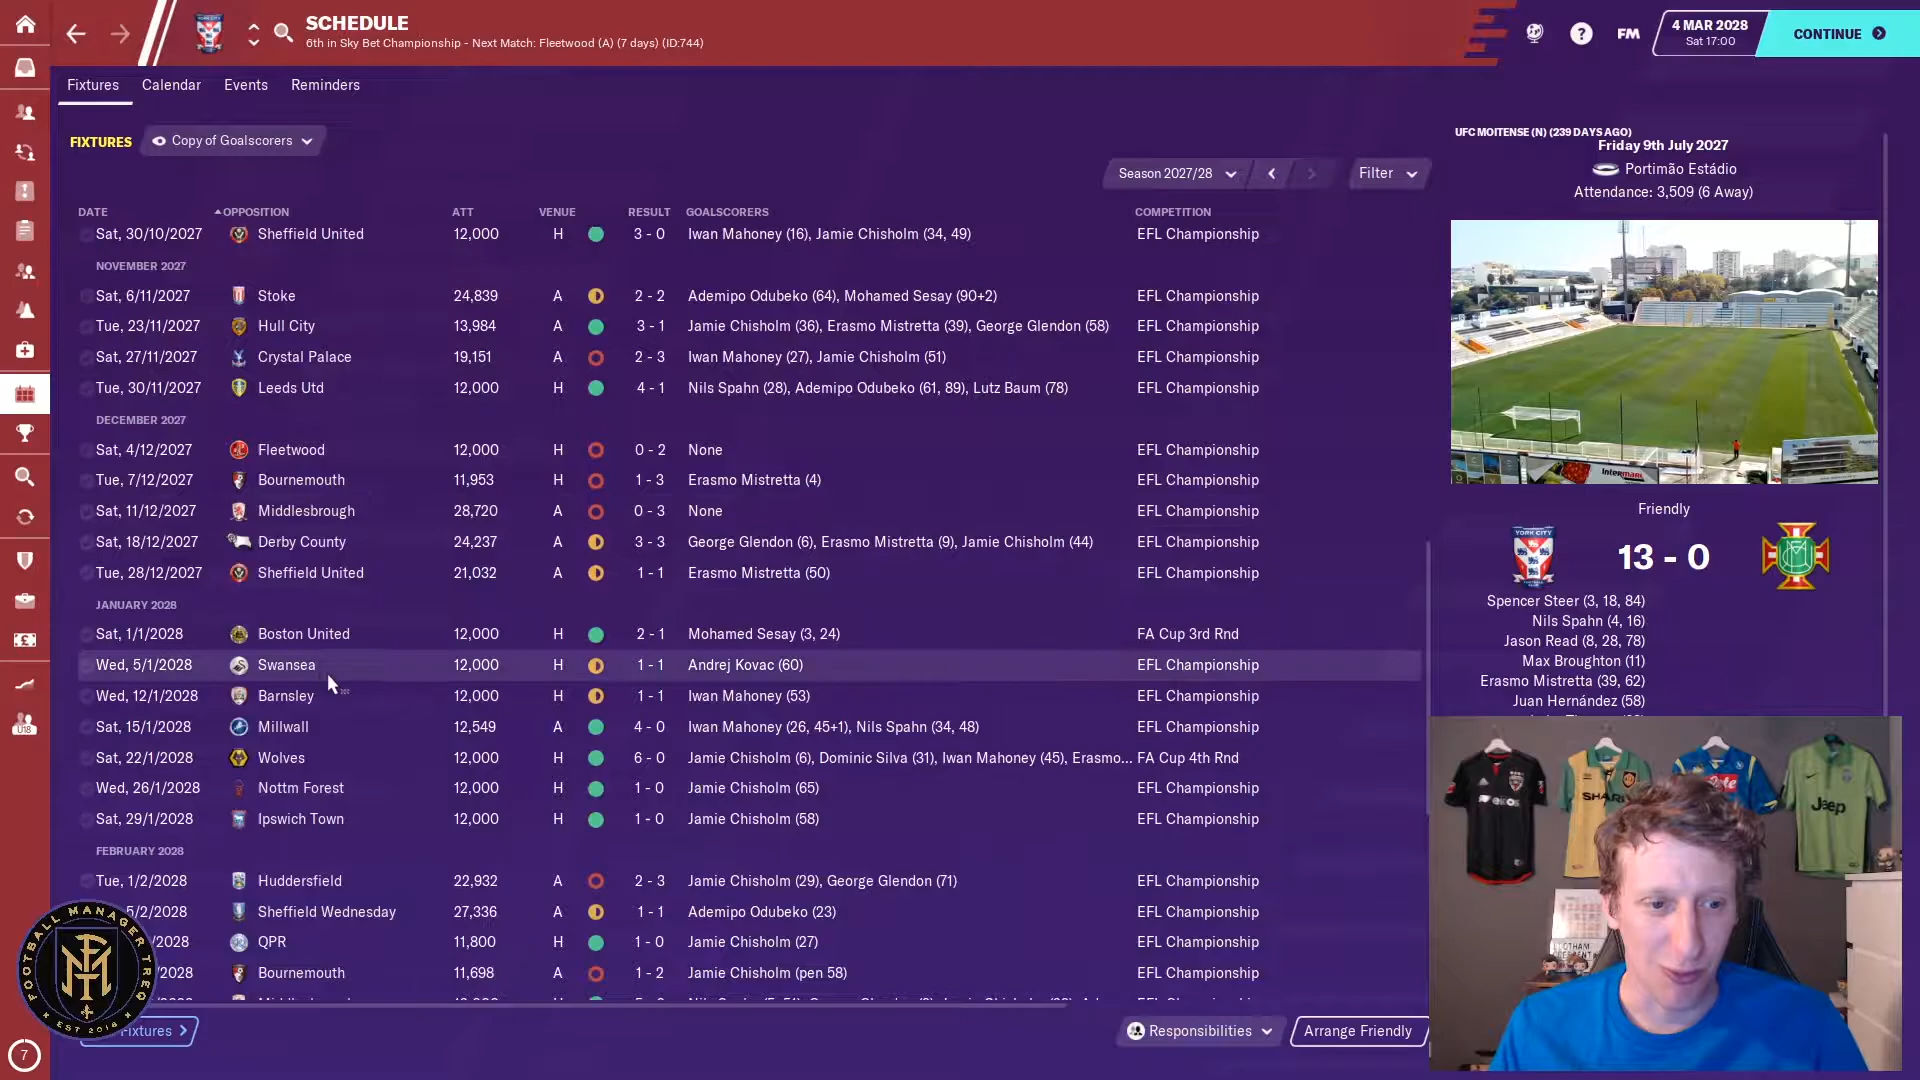 SCHEDULE
6th in Sky Bet Championship - Next Match: Fleetwood (A) (7 days) (ID:744)
FM
4 MAR 2028
Sat 17:00
CONTINUE
Fixtures
Calendar
Events
Reminders
FIXTURES
Copy of Goalscorers
Season 2027/28
Filter
DATE OPPOSITION ATT VENUE RESULT GOALSCORERS COMPETITION
Sat, 30/10/2027 Sheffield United 12,000 H 3 - 0 Iwan Mahoney (16), Jamie Chisholm (34, 49) EFL Championship
NOVEMBER 2027
Sat, 6/11/2027 Stoke 24,839 A 2 - 2 Ademipo Odubeko (64), Mohamed Sesay (90+2) EFL Championship
Tue, 23/11/2027 Hull City 13,984 A 3 - 1 Jamie Chisholm (36), Erasmo Mistretta (39), George Glendon (58) EFL Championship
Sat, 27/11/2027 Crystal Palace 19,151 A 2 - 3 Iwan Mahoney (27), Jamie Chisholm (51) EFL Championship
Tue, 30/11/2027 Leeds Utd 12,000 H 4 - 1 Nils Spahn (28), Ademipo Odubeko (61, 89), Lutz Baum (78) EFL Championship
DECEMBER 2027
Sat, 4/12/2027 Fleetwood 12,000 H 0 - 2 None EFL Championship
Tue, 7/12/2027 Bournemouth 11,953 H 1 - 3 Erasmo Mistretta (4) EFL Championship
Sat, 11/12/2027 Middlesbrough 28,720 A 0 - 3 None EFL Championship
Sat, 18/12/2027 Derby County 24,237 A 3 - 3 George Glendon (6), Erasmo Mistretta (9), Jamie Chisholm (44) EFL Championship
Tue, 28/12/2027 Sheffield United 21,032 A 1 - 1 Erasmo Mistretta (50) EFL Championship
JANUARY 2028
Sat, 1/1/2028 Boston United 12,000 H 2 - 1 Mohamed Sesay (3, 24) FA Cup 3rd Rnd
Wed, 5/1/2028 Swansea 12,000 H 1 - 1 Andrej Kovac (60) EFL Championship
Wed, 12/1/2028 Barnsley 12,000 H 1 - 1 Iwan Mahoney (53) EFL Championship
Sat, 15/1/2028 Millwall 12,549 A 4 - 0 Iwan Mahoney (26, 45+1), Nils Spahn (34, 48) EFL Championship
Sat, 22/1/2028 Wolves 12,000 H 6 - 0 Jamie Chisholm (6), Dominic Silva (31), Iwan Mahoney (45), Erasmo... FA Cup 4th Rnd
Wed, 26/1/2028 Nottm Forest 12,000 H 1 - 0 Jamie Chisholm (65) EFL Championship
Sat, 29/1/2028 Ipswich Town 12,000 H 1 - 0 Jamie Chisholm (58) EFL Championship
FEBRUARY 2028
Tue, 1/2/2028 Huddersfield 22,932 A 2 - 3 Jamie Chisholm (29), George Glendon (71) EFL Championship
5/2/2028 Sheffield Wednesday 27,336 A 1 - 1 Ademipo Odubeko (23) EFL Championship
/2028 QPR 11,800 H 1 - 0 Jamie Chisholm (27) EFL Championship
/2028 Bournemouth 11,698 A 1 - 2 Jamie Chisholm (pen 58) EFL Championship
Fixtures
Responsibilities
Arrange Friendly
UFC MOITENSE (N) (239 DAYS AGO)
Friday 9th July 2027
Portimão Estádio
Attendance: 3,509 (6 Away)
Intermarc
Friendly
YORK CITY
13 - 0
Spencer Steer (3, 18, 84)
Nils Spahn (4, 16)
Jason Read (8, 28, 78)
Max Broughton (11)
Erasmo Mistretta (39, 62)
Juan Hernández (58)
SHARP
Lete
Jeep
FOOTBALL MANAGER TREQ
EST 2018
U18
7